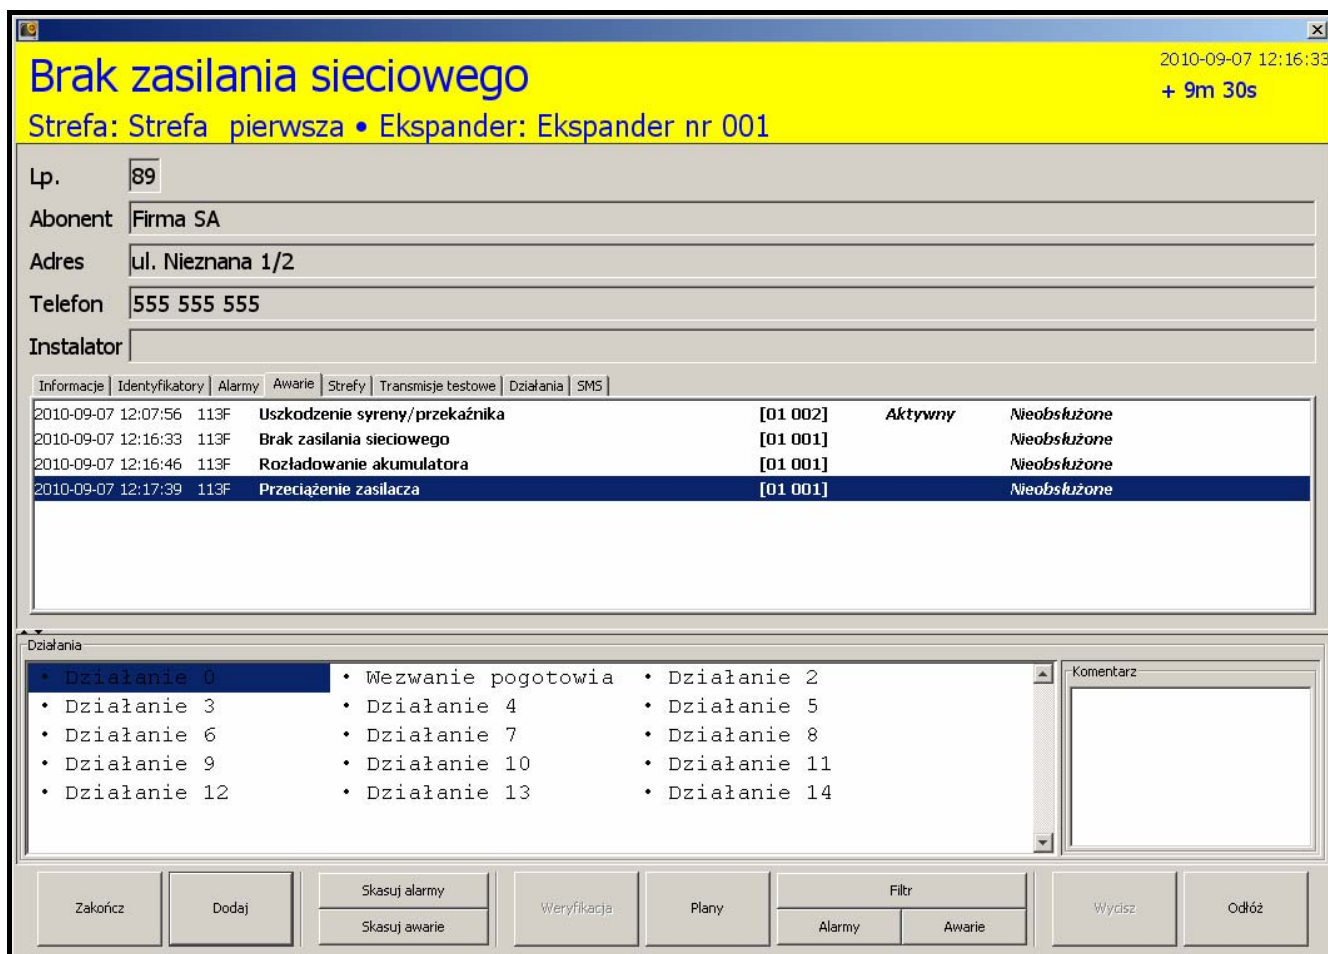 Brak zasilania sieciowego
2010-09-07 12:16:33
+ 9m 30s
Strefa: Strefa pierwsza • Ekspander: Ekspander nr 001
Lp. 89
Abonent Firma SA
Adres ul. Nieznana 1/2
Telefon 555 555 555
Instalator
Informacje Identyfikatory Alarmy Awarie Strefy Transmisje testowe Działania SMS
2010-09-07 12:07:56 113F Uszkodzenie syreny/przekaźnika [01 002] Aktywny Nieobsłużone
2010-09-07 12:16:33 113F Brak zasilania sieciowego [01 001] Nieobsłużone
2010-09-07 12:16:46 113F Rozładowanie akumulatora [01 001] Nieobsłużone
2010-09-07 12:17:39 113F Przeciążenie zasilacza [01 001] Nieobsłużone
Działania
• Działanie 0 • Wezwanie pogotowia • Działanie 2
• Działanie 3 • Działanie 4 • Działanie 5
• Działanie 6 • Działanie 7 • Działanie 8
• Działanie 9 • Działanie 10 • Działanie 11
• Działanie 12 • Działanie 13 • Działanie 14
Komentarz
Zakończ Dodaj Skasuj alarmy Weryfikacja Plany Filtr Wycisz Odłóż
Skasuj awarie Alarmy Awarie